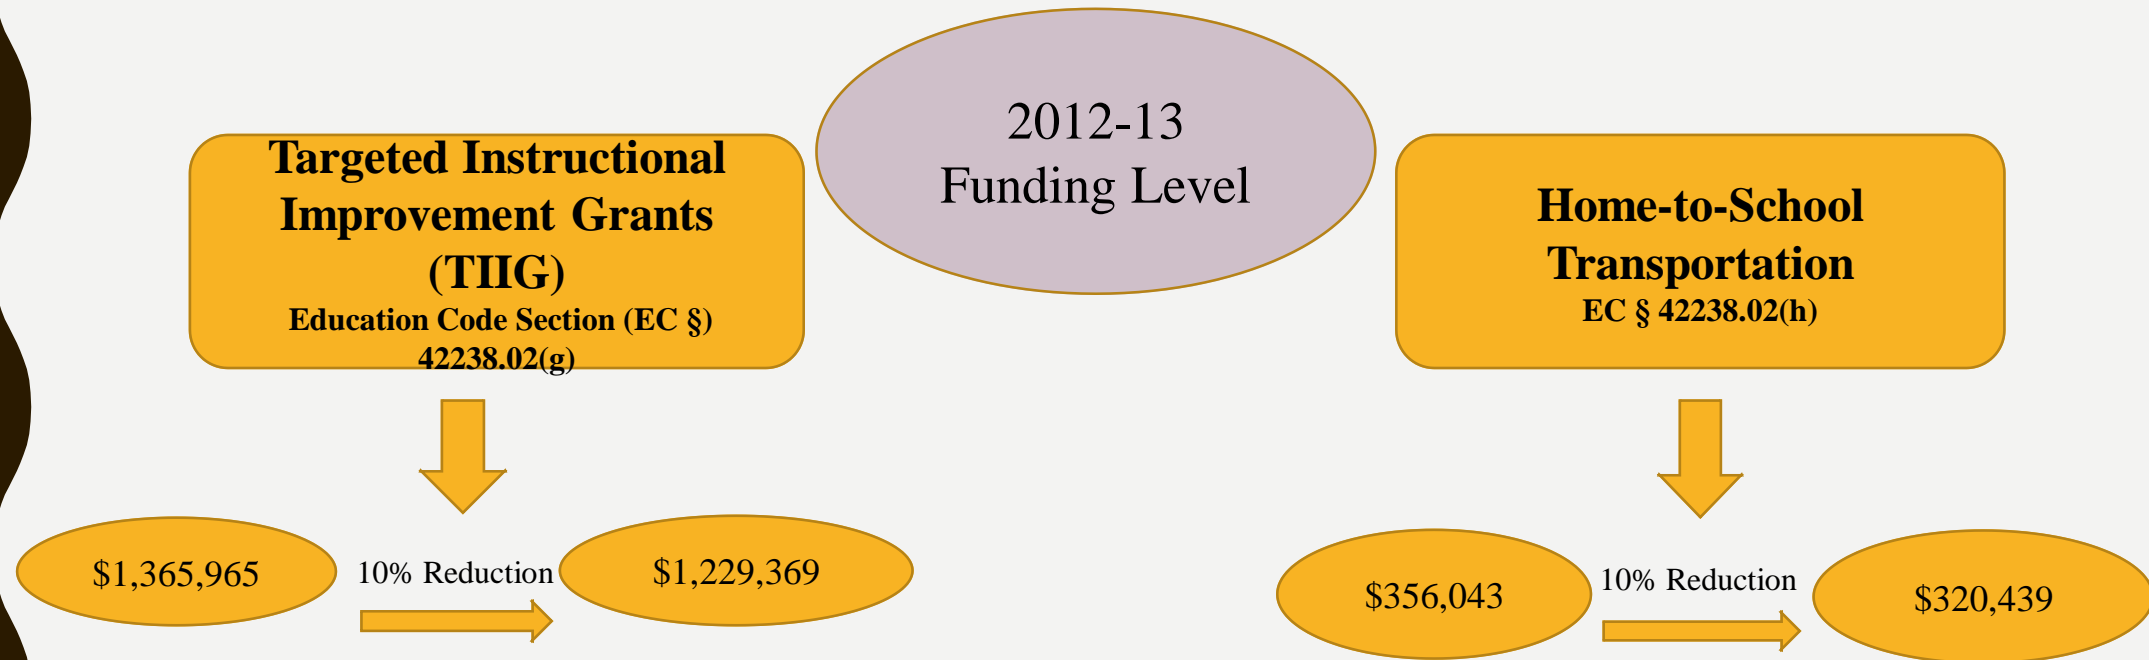 2012-13
Funding Level
Targeted Instructional
Improvement Grants
(TIIG)
Education Code Section (EC §)
42238.02(g)
Home-to-School
Transportation
EC § 42238.02(h)
$1,365,965
10% Reduction
$1,229,369
$356,043
10% Reduction
$320,439